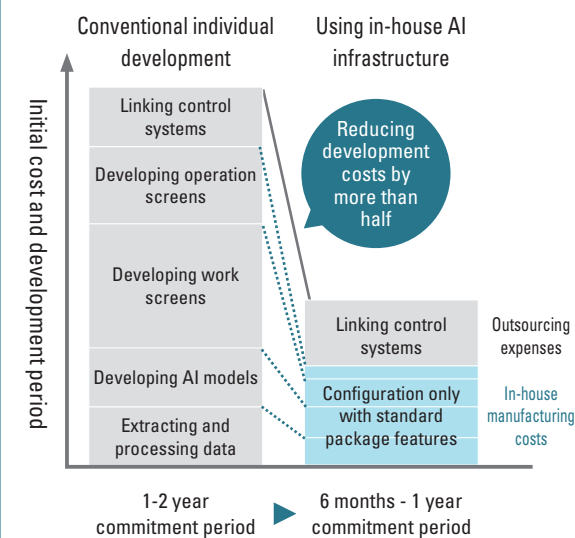 Conventional individual
development
Using in-house AI
infrastructure
Initial cost and development period
Linking control
systems
Developing operation
screens
Developing work
screens
Developing AI models
Extracting and
processing data
Reducing
development
costs by
more than
half
Linking control
systems
Configuration only
with standard
package features
Outsourcing
expenses
In-house
manufacturing
costs
1-2 year
commitment period
6 months - 1 year
commitment period